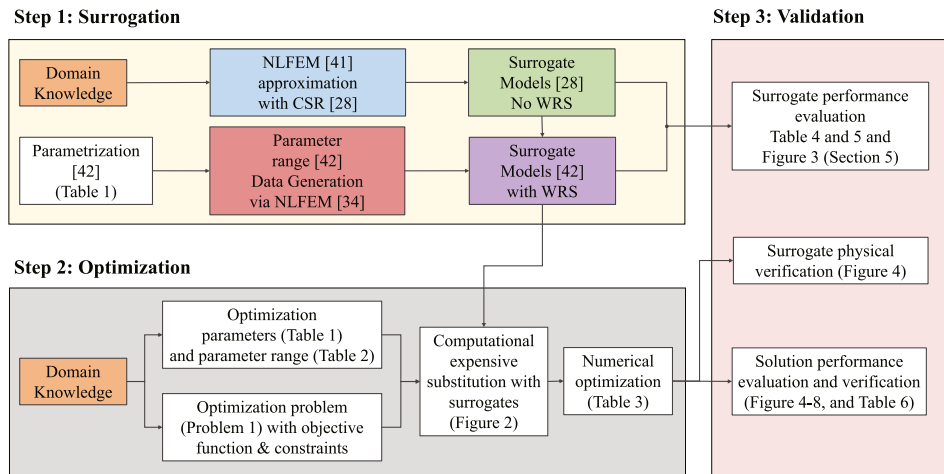 Step 1: Surrogation
Domain
Knowledge
NLFEM [41]
approximation
with CSR [28]
Surrogate
Models [28]
No WRS
Parametrization
[42]
(Table 1)
Parameter
range [42]
Data Generation
via NLFEM [34]
Surrogate
Models [42]
with WRS
Step 2: Optimization
Domain
Knowledge
Optimization
parameters (Table 1)
and parameter range (Table 2)
Optimization problem
(Problem 1) with objective
function & constraints
Computational
expensive
substitution with
surrogates
(Figure 2)
Numerical
optimization
(Table 3)
Step 3: Validation
Surrogate performance
evaluation
Table 4 and 5 and
Figure 3 (Section 5)
Surrogate physical
verification (Figure 4)
Solution performance
evaluation and verification
(Figure 4-8, and Table 6)